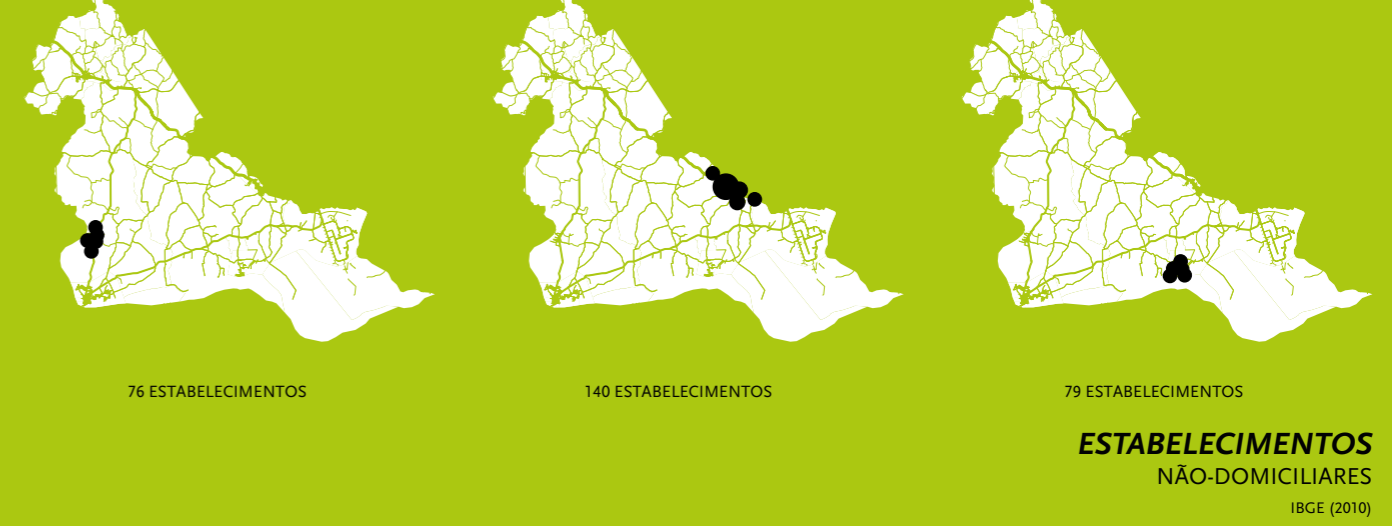 76 ESTABELECIMENTOS
140 ESTABELECIMENTOS
79 ESTABELECIMENTOS
ESTABELECIMENTOS
NÃO-DOMICILIARES
IBGE (2010)